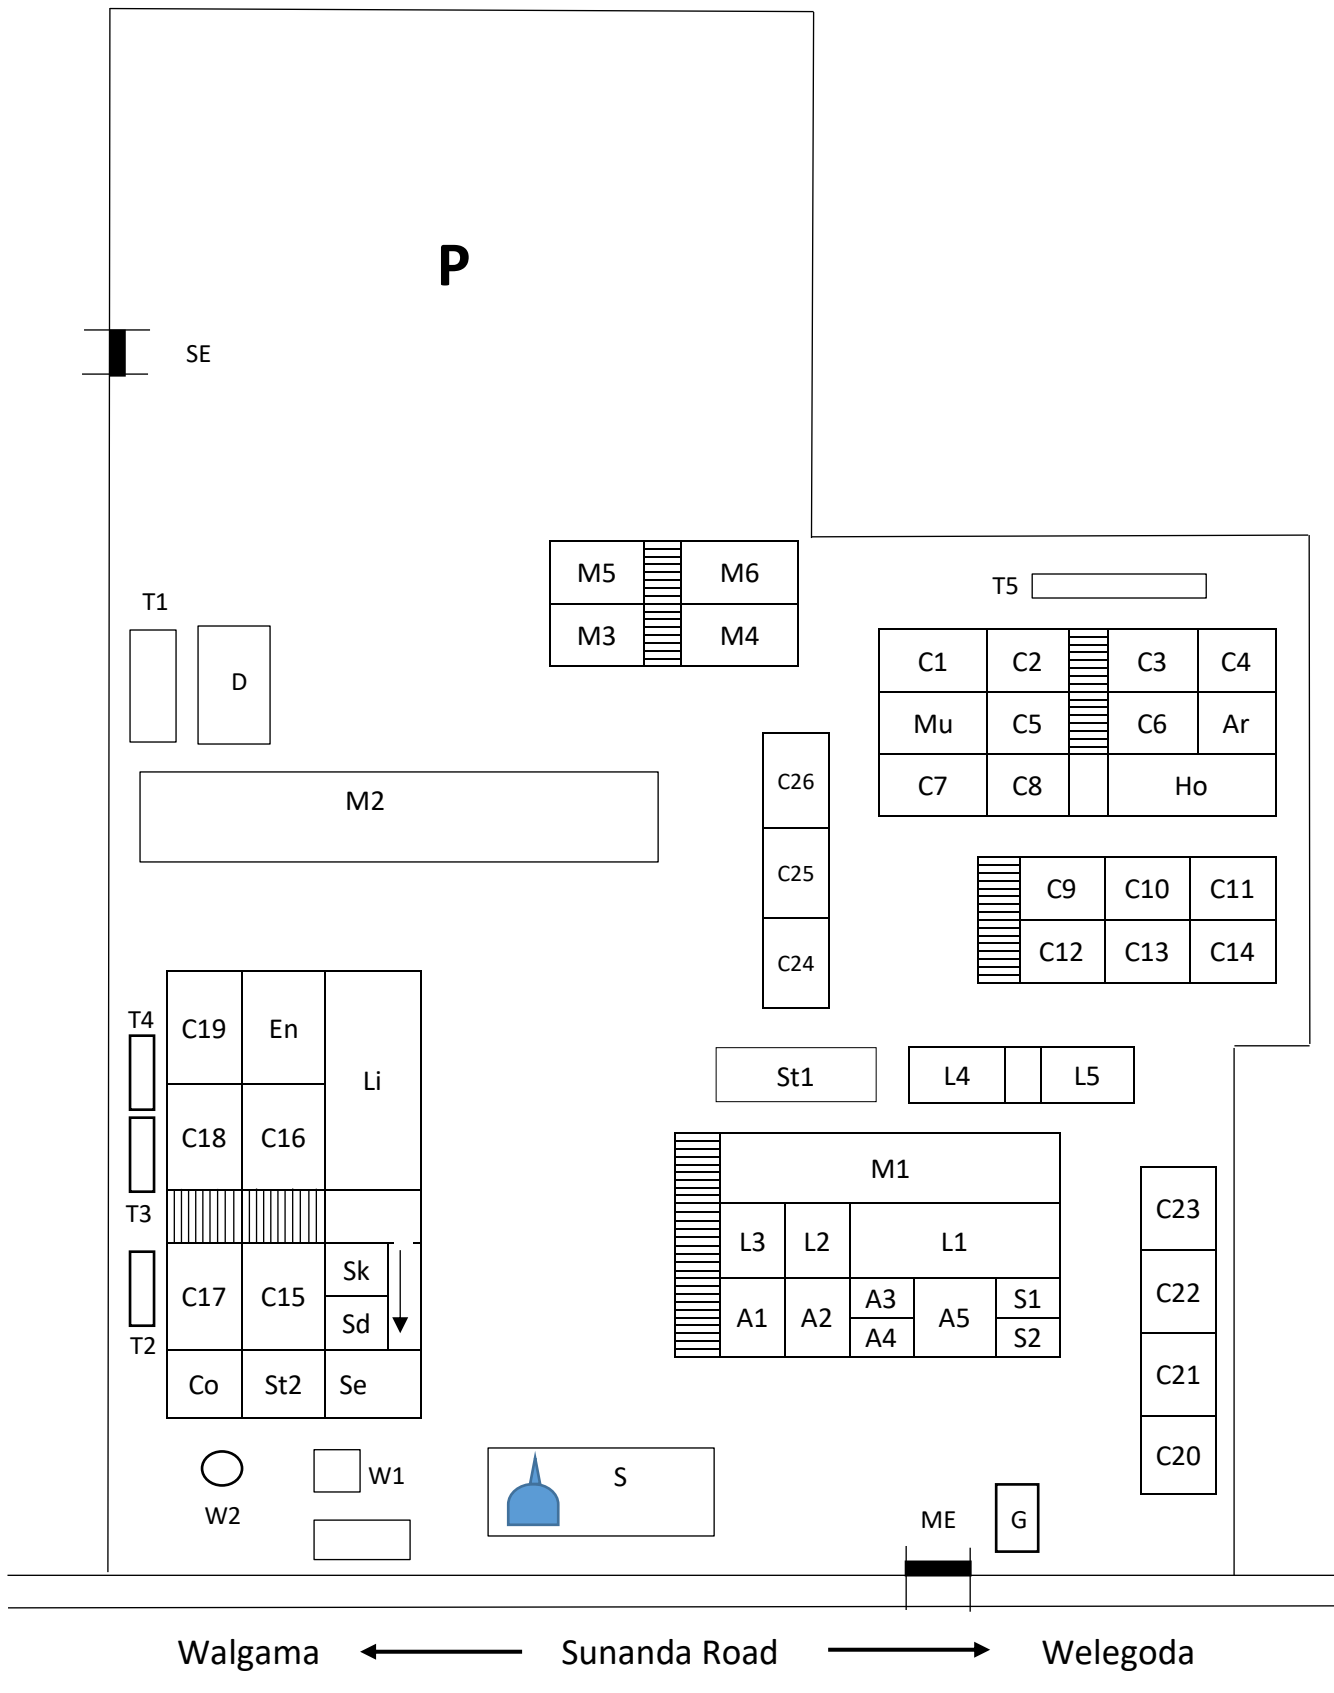 P
SE
M5 M6
M3 M4
T5
T1
D
C1 C2 C3 C4
Mu C5 C6 Ar
C7 C8 Ho
M2
C26
C25
C24
C9 C10 C11
C12 C13 C14
T4
C19 En
Li
C18 C16
T3
St1
L4 L5
M1
L3 L2 L1
A1 A2 A3 A5 S1
A4 S2
C23
C22
C21
C20
Sk
C17 C15
Sd
T2
Co St2 Se
W1
W2
S
ME G
Walgama Sunanda Road Welegoda